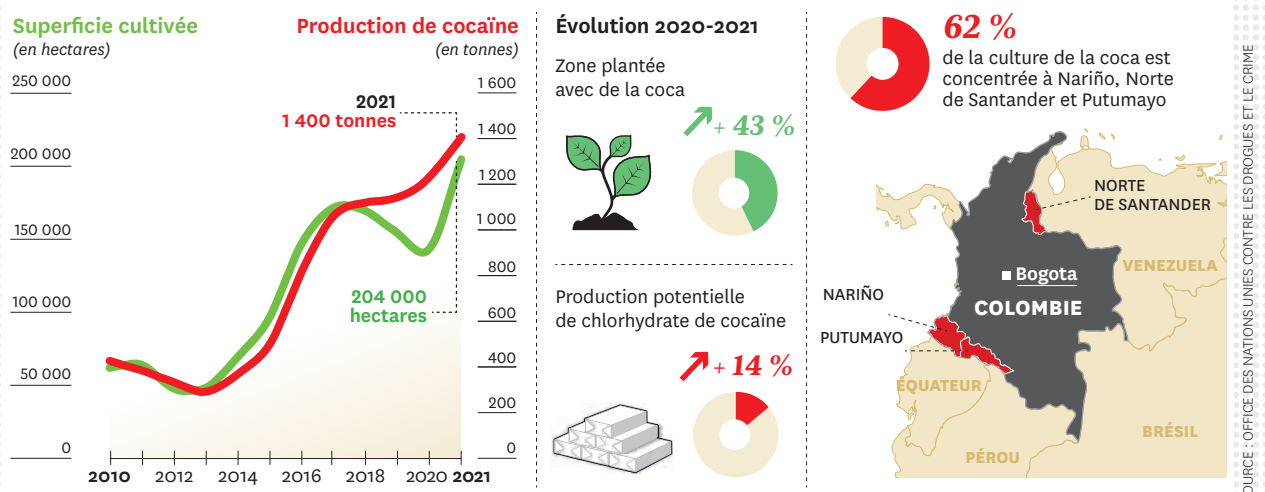 Superficie cultivée
(en hectares)
Production de cocaïne
(en tonnes)
250 000
200 000
150 000
100 000
50 000
0
1 600
1 400
1 200
1 000
800
600
400
200
0
2021
1 400 tonnes
204 000
hectares
2010
2012
2014
2016
2018
2020
2021
Évolution 2020-2021
Zone plantée
avec de la coca
+ 43 %
Production potentielle
de chlorhydrate de cocaïne
+ 14 %
62 %
de la culture de la coca est
concentrée à Nariño, Norte
de Santander et Putumayo
NORTE
DE SANTANDER
VENEZUELA
Bogota
COLOMBIE
NARIÑO
PUTUMAYO
ÉQUATEUR
PÉROU
BRÉSIL
OURCE : OFFICE DES NATIONS UNIES CONTRE LES DROGUES ET LE CRIME